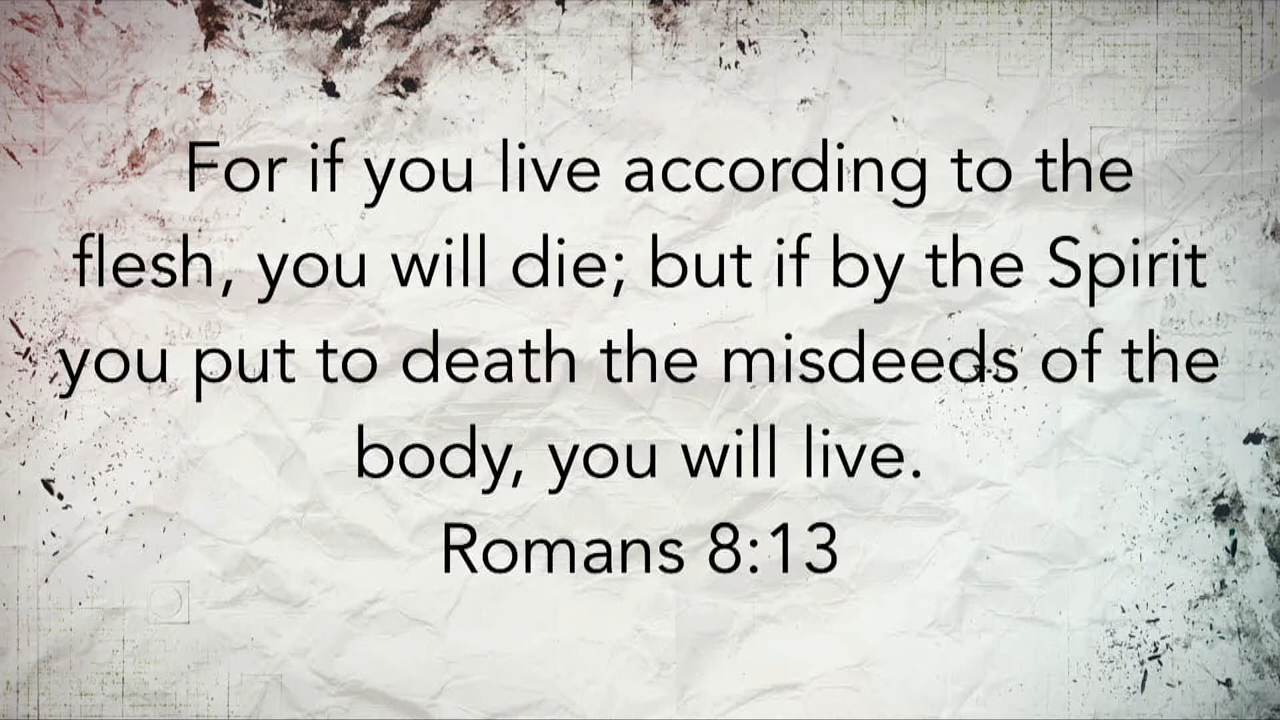 For if you live according to the
flesh, you will die; but if by the Spirit
you put to death the misdeeds of the
body, you will live.
Romans 8:13